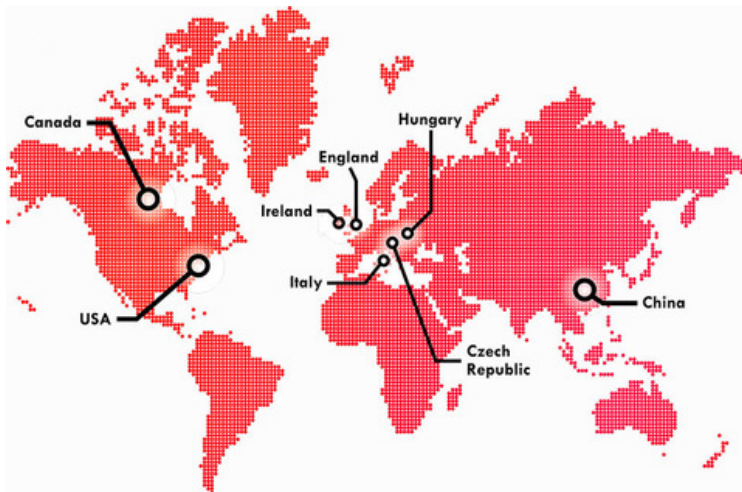 Canada
Hungary
England
Ireland
Italy
USA
China
Czech
Republic